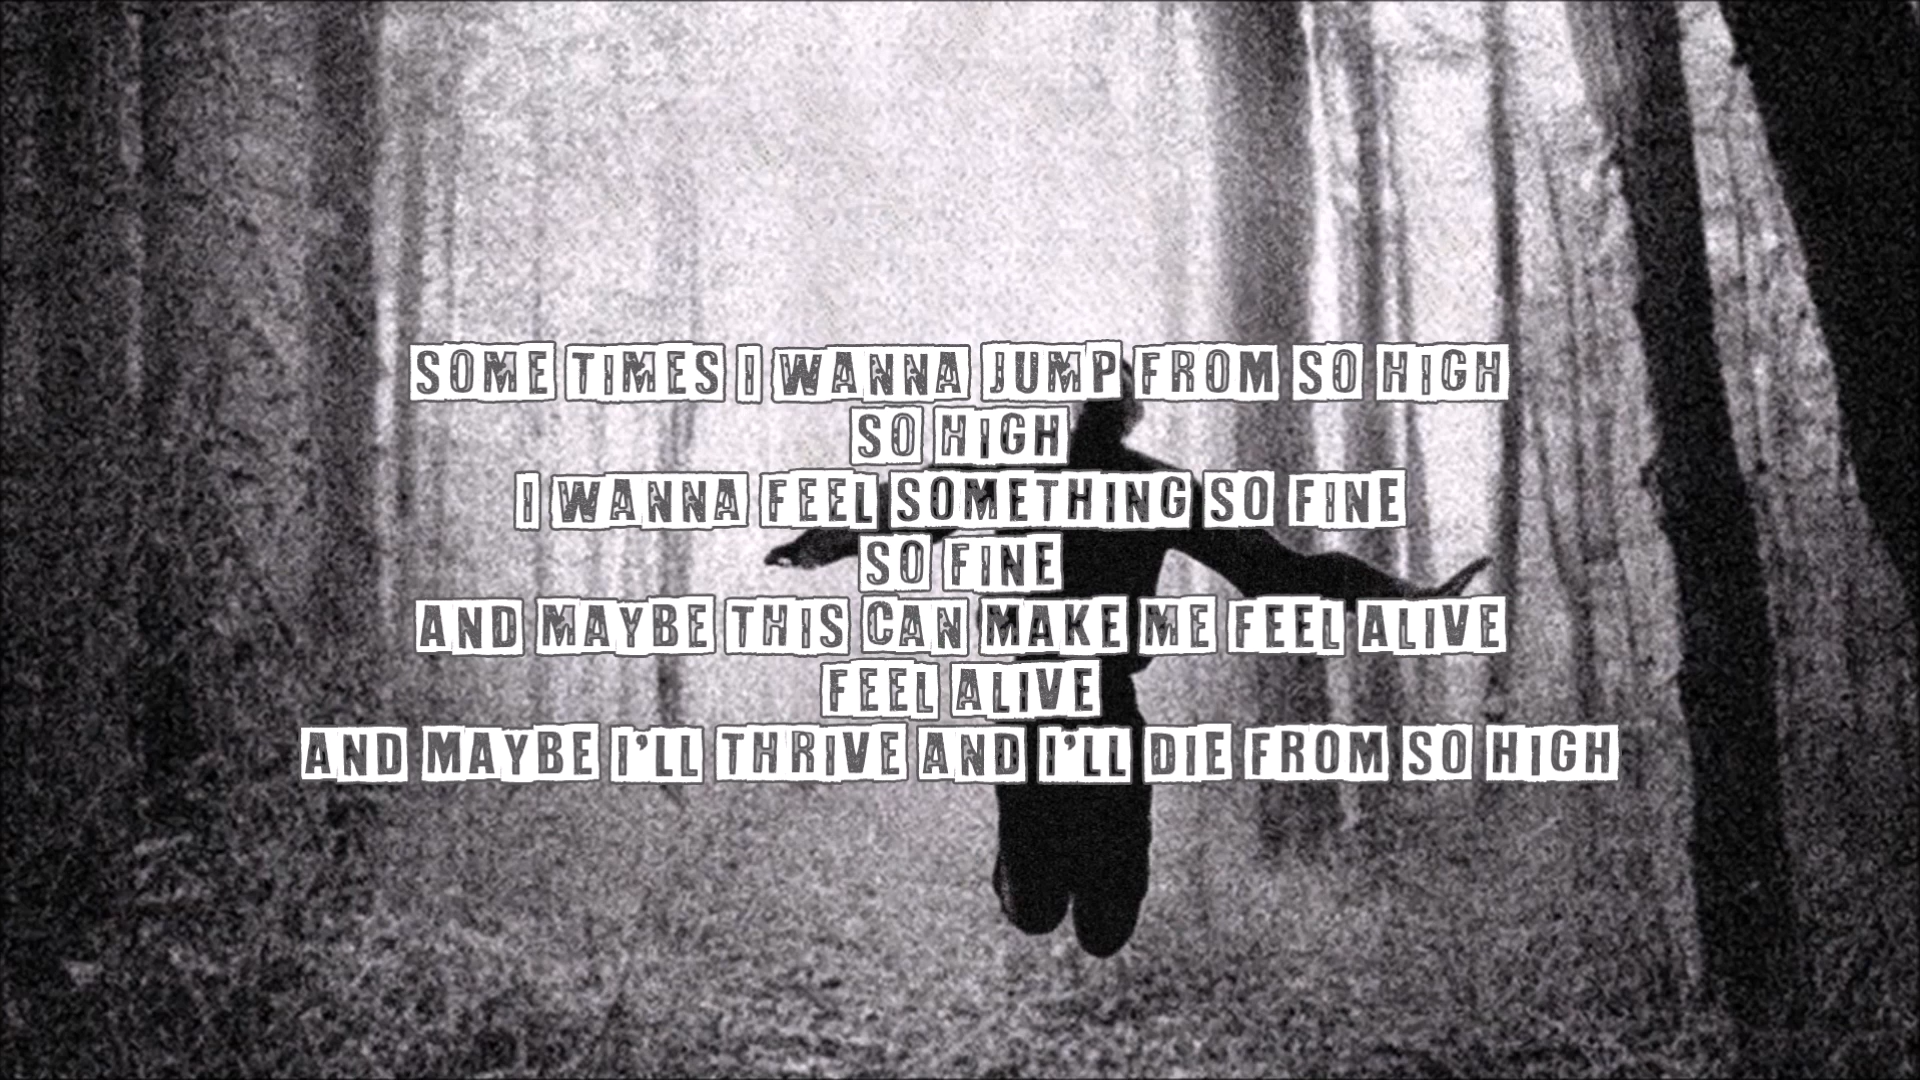 SOME TIMES I WANNA JUMP FROM SO HIGH
SO HIGH
I WANNA FEEL SOMETHING SO FINE
SO FINE
AND MAYBE THIS CAN MAKE ME FEEL ALIVE
FEEL ALIVE
AND MAYBE I'LL THRIVE AND I'LL DIE FROM SO HIGH